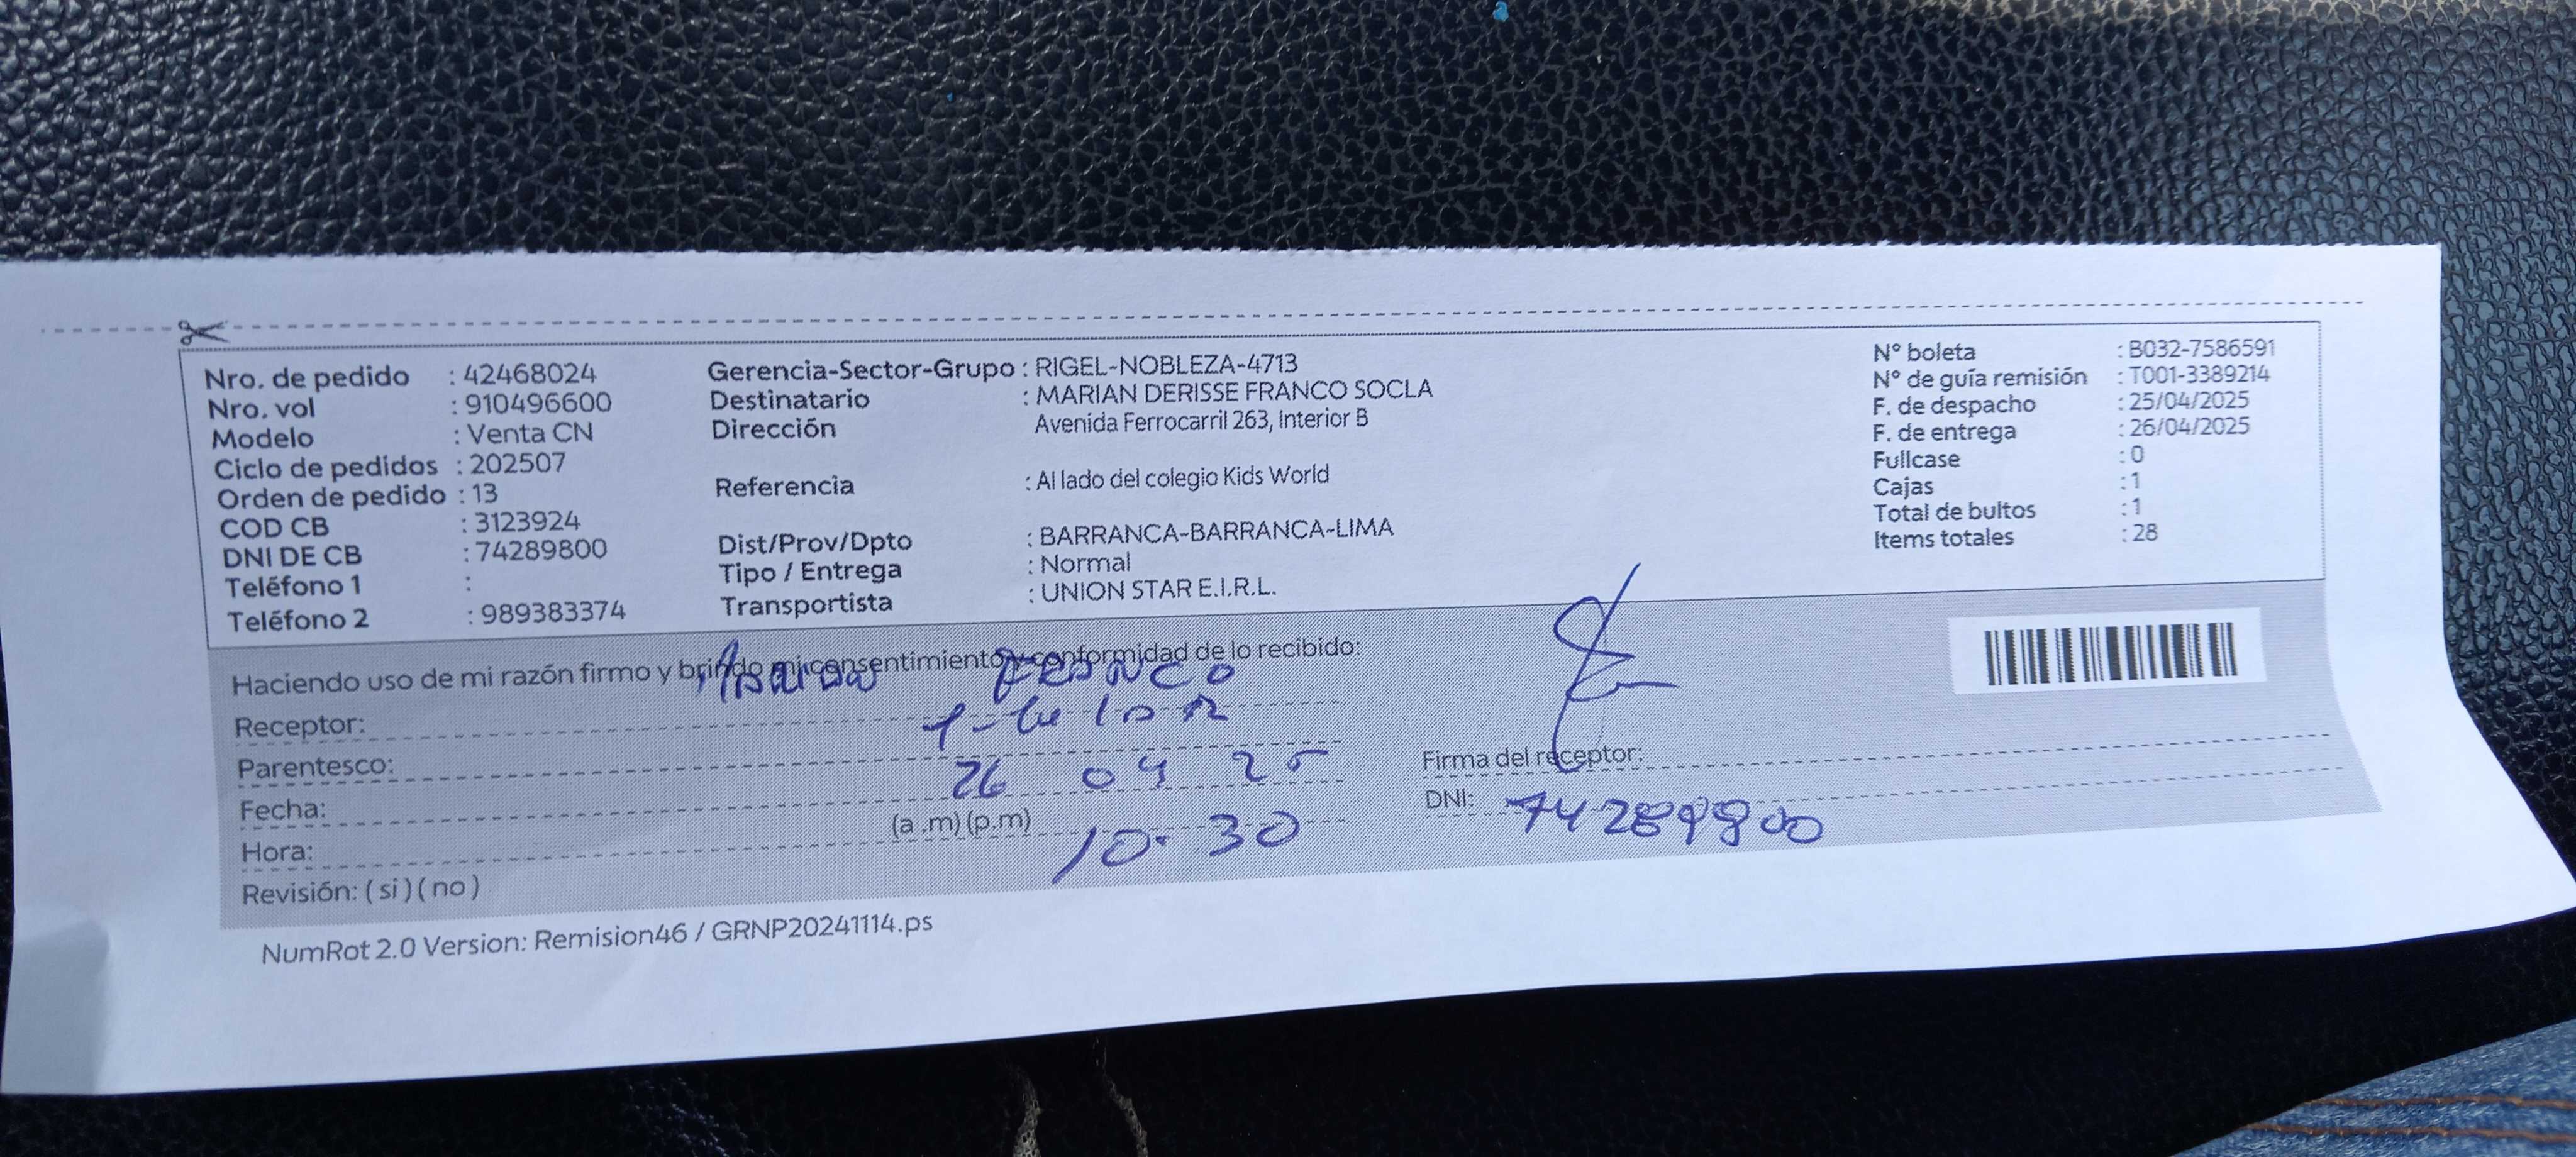 Nro. de pedido : 42468024
Nro. vol : 910496600
Modelo : Venta CN
Ciclo de pedidos : 202507
Orden de pedido : 13
COD CB : 3123924
DNI DE CB : 74289800
Teléfono 1 :
Teléfono 2 : 989383374
Gerencia-Sector-Grupo : RIGEL-NOBLEZA-4713
Destinatario : MARIAN DERISSE FRANCO SOCLA
Dirección Avenida Ferrocarril 263, Interior B
Referencia : Al lado del colegio Kids World
Dist/Prov/Dpto : BARRANCA-BARRANCA-LIMA
Tipo / Entrega : Normal
Transportista : UNION STAR E.I.R.L.
N° boleta : B032-7586591
N° de guía remisión : T001-3389214
F. de despacho : 25/04/2025
F. de entrega : 26/04/2025
Fullcase : 0
Cajas : 1
Total de bultos : 1
Items totales : 28
Haciendo uso de mi razón firmo y brindo mi consentimiento y conformidad de lo recibido:
Receptor: Franco
Parentesco:
Fecha: 26 04 25
Hora: (a .m) (p.m) 10:30
Revisión: ( si ) ( no )
Firma del receptor:
DNI: 74289800
NumRot 2.0 Version: Remision46 / GRNP20241114.ps